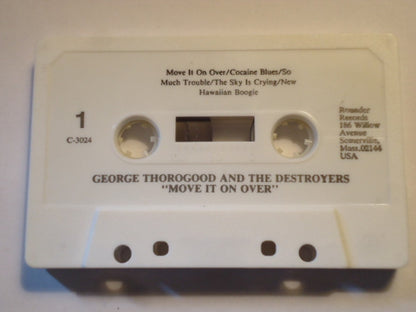 Move It On Over/Cocaine Blues/So
Much Trouble/The Sky Is Crying/New
Hawaiian Boogie
1
C-3024
Rounder
Records
186 Willow
Avenue
Somerville,
Mass.02144
USA
GEORGE THOROGOOD AND THE DESTROYERS
"MOVE IT ON OVER"